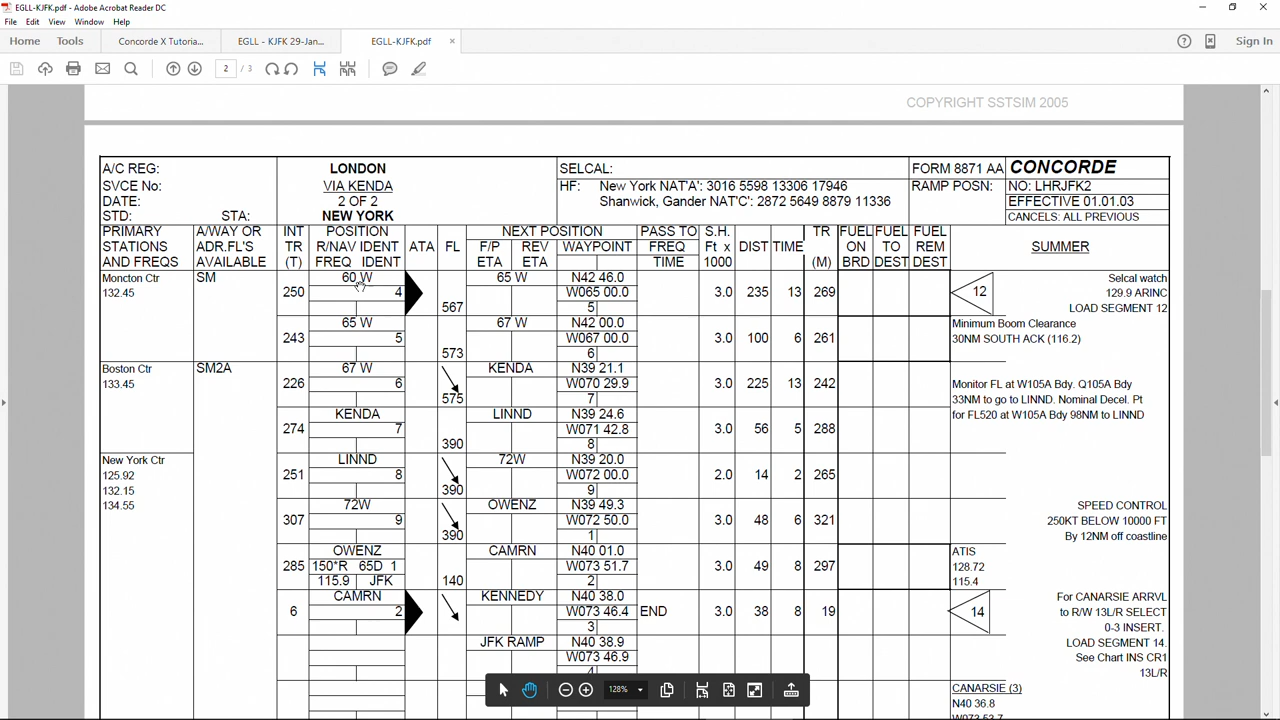 EGLL-KJFK.pdf - Adobe Acrobat Reader DC
File Edit View Window Help
Home Tools Concorde X Tutoria... EGLL - KJFK 29-Jan... EGLL-KJFK.pdf × Sign In
2 / 3
COPYRIGHT SSTSIM 2005
A/C REG: LONDON SELCAL: FORM 8871 AA CONCORDE
SVCE No: VIA KENDA HF: New York NAT'A': 3016 5598 13306 17946 RAMP POSN: NO: LHRJFK2
DATE: 2 OF 2 Shanwick, Gander NAT'C': 2872 5649 8879 11336 EFFECTIVE 01.01.03
STD: STA: NEW YORK CANCELS: ALL PREVIOUS
PRIMARY A/WAY OR INT POSITION NEXT POSITION PASS TO S.H. TR FUEL FUEL FUEL
STATIONS ADR.FL'S TR R/NAV IDENT ATA FL F/P REV WAYPOINT FREQ Ft x DIST TIME ON TO REM SUMMER
AND FREQS AVAILABLE (T) FREQ IDENT ETA ETA TIME 1000 (M) BRD DEST DEST
Moncton Ctr SM 60 W 65 W N42 46.0 Selcal watch
132.45 250 4 W065 00.0 3.0 235 13 269 12 129.9 ARINC
567 5 LOAD SEGMENT 12
65 W 67 W N42 00.0 Minimum Boom Clearance
243 5 W067 00.0 3.0 100 6 261 30NM SOUTH ACK (116.2)
573 6
Boston Ctr SM2A 67 W KENDA N39 21.1
133.45 226 6 W070 29.9 3.0 225 13 242 Monitor FL at W105A Bdy. Q105A Bdy
575 7 33NM to go to LINND. Nominal Decel. Pt
KENDA LINND N39 24.6 for FL520 at W105A Bdy 98NM to LINND
274 7 W071 42.8 3.0 56 5 288
390 8
New York Ctr LINND 72W N39 20.0
125.92 251 8 W072 00.0 2.0 14 2 265
132.15 390 9
134.55 72W OWENZ N39 49.3 SPEED CONTROL
307 9 W072 50.0 3.0 48 6 321 250KT BELOW 10000 FT
390 1 By 12NM off coastline
OWENZ CAMRN N40 01.0 ATIS
285 150°R 65D 1 W073 51.7 3.0 49 8 297 128.72
115.9 JFK 140 2 115.4
CAMRN KENNEDY N40 38.0 For CANARSIE ARRVL
6 2 W073 46.4 END 3.0 38 8 19 14 to R/W 13L/R SELECT
3 0-3 INSERT.
JFK RAMP N40 38.9 LOAD SEGMENT 14.
W073 46.9 See Chart INS CR1
4 13L/R
128%
CANARSIE (3)
N40 36.8
W073 53.7